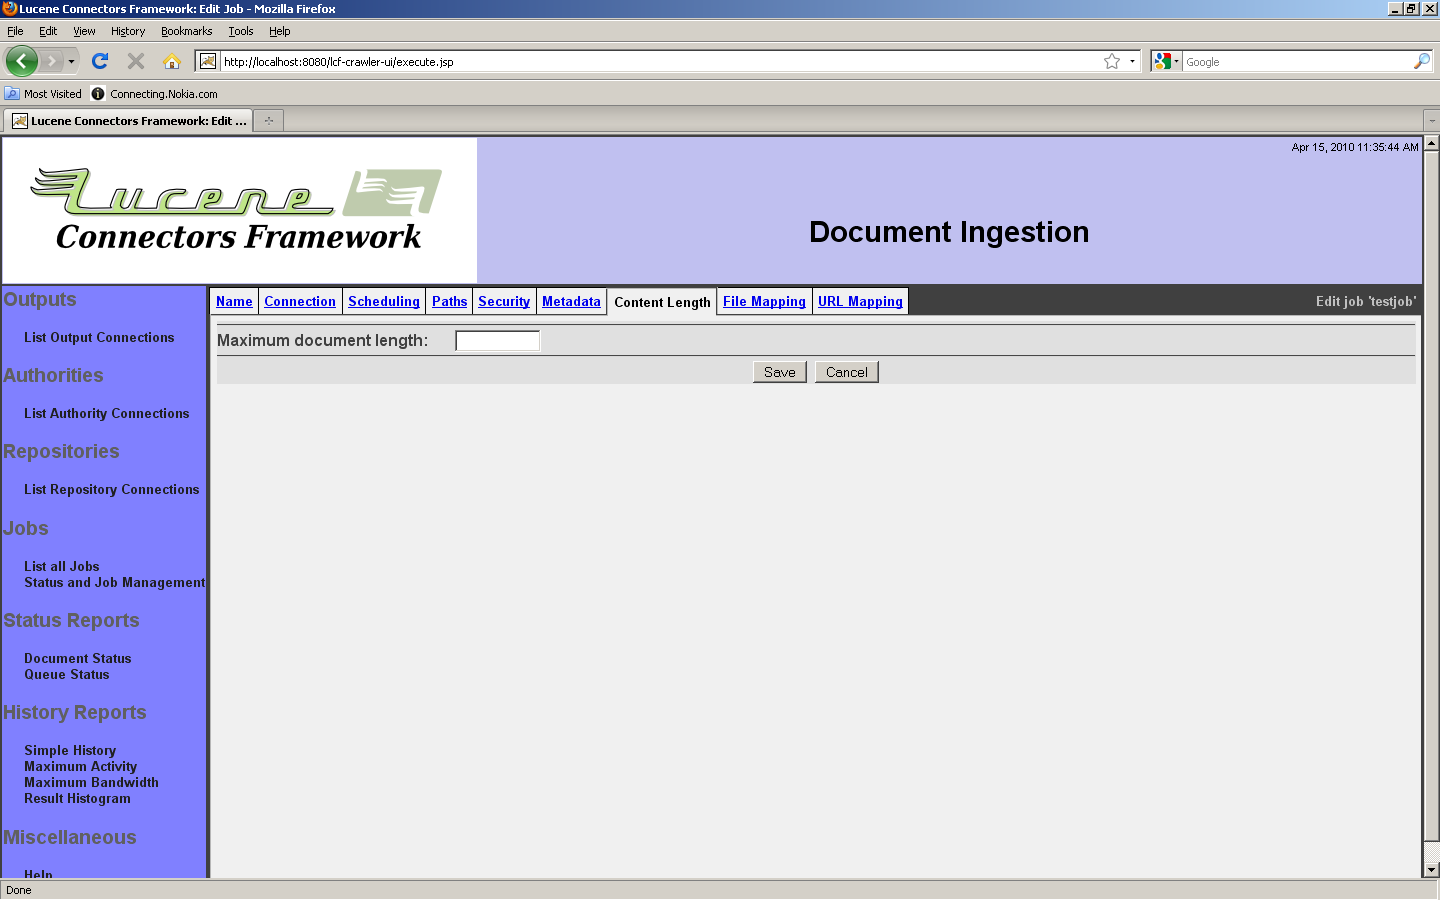 Lucene Connectors Framework: Edit Job - Mozilla Firefox
File Edit View History Bookmarks Tools Help
http://localhost:8080/lcf-crawler-ui/execute.jsp
Google
Most Visited Connecting.Nokia.com
Lucene Connectors Framework: Edit ...
Apr 15, 2010 11:35:44 AM
Lucene
Connectors Framework
Document Ingestion
Name Connection Scheduling Paths Security Metadata Content Length File Mapping URL Mapping Edit job 'testjob'
Maximum document length:
Save Cancel
Outputs
List Output Connections
Authorities
List Authority Connections
Repositories
List Repository Connections
Jobs
List all Jobs
Status and Job Management
Status Reports
Document Status
Queue Status
History Reports
Simple History
Maximum Activity
Maximum Bandwidth
Result Histogram
Miscellaneous
Help
Done